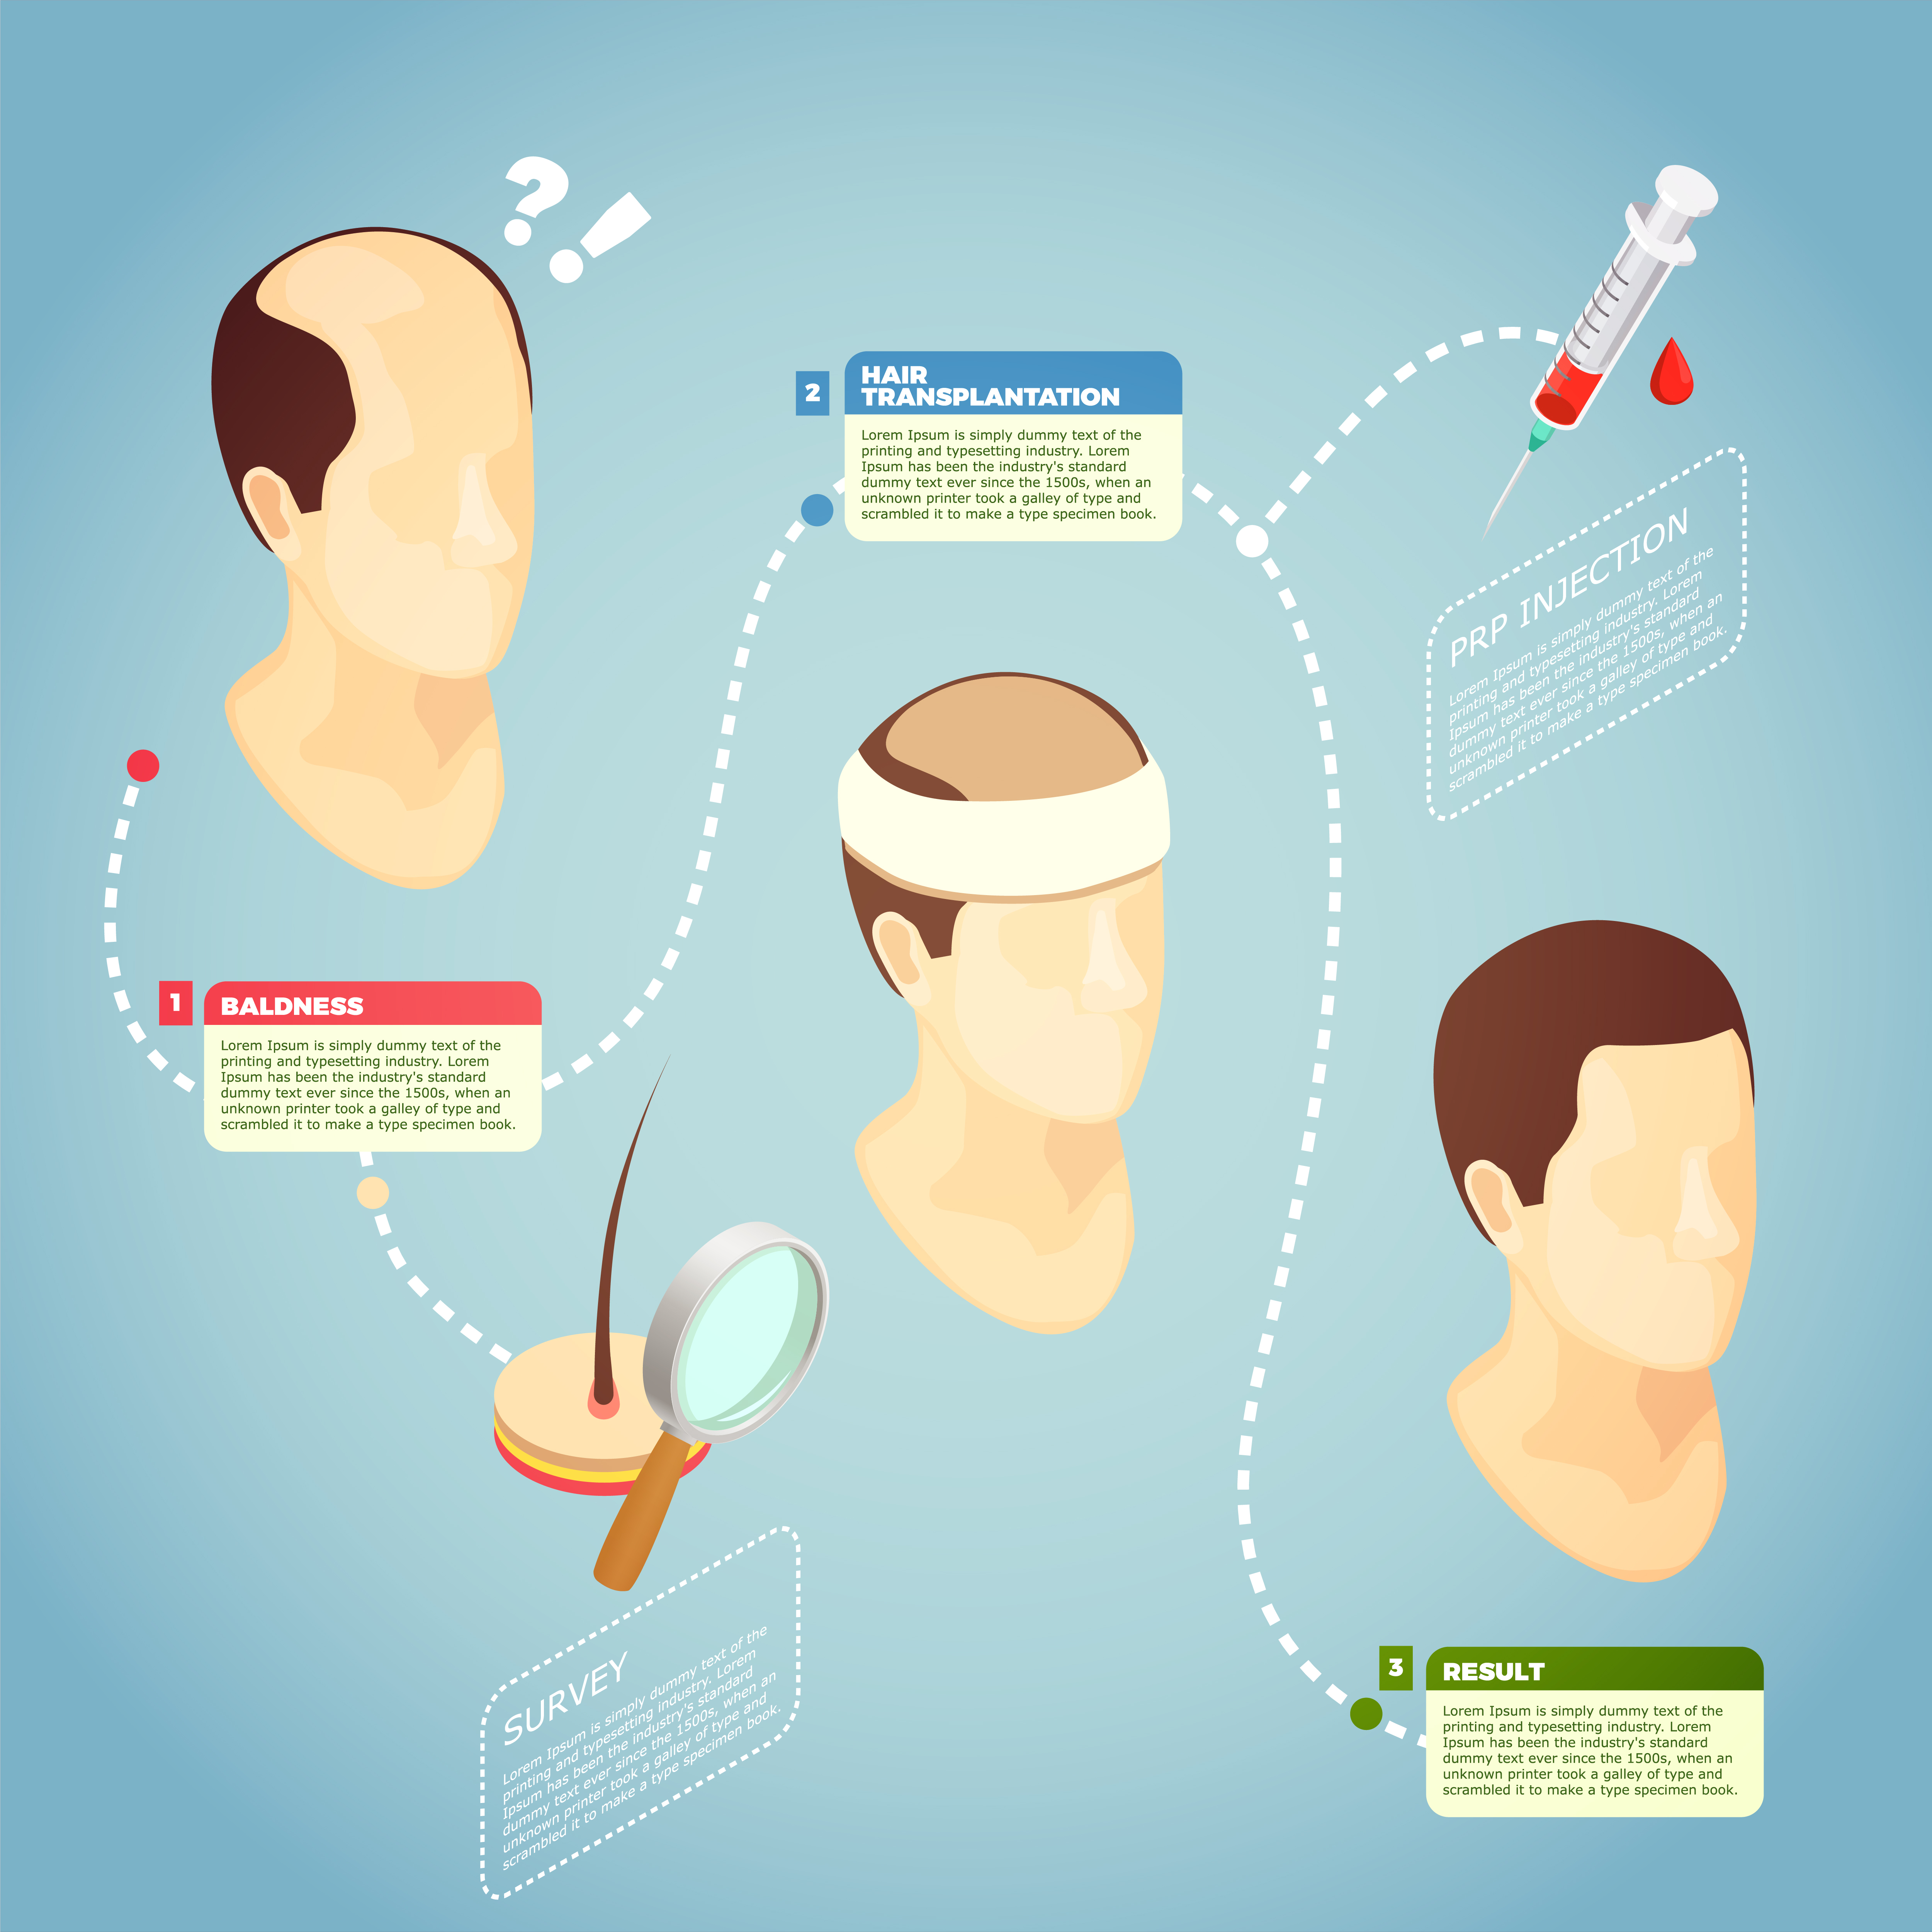 ?!
2
HAIR
TRANSPLANTATION
Lorem Ipsum is simply dummy text of the
printing and typesetting industry. Lorem
Ipsum has been the industry's standard
dummy text ever since the 1500s, when an
unknown printer took a galley of type and
scrambled it to make a type specimen book.
PRP INJECTION
Lorem Ipsum is simply dummy text of the
printing and typesetting industry. Lorem
Ipsum has been the industry's standard
dummy text ever since the 1500s, when an
unknown printer took a galley of type and
scrambled it to make a type specimen book.
1
BALDNESS
Lorem Ipsum is simply dummy text of the
printing and typesetting industry. Lorem
Ipsum has been the industry's standard
dummy text ever since the 1500s, when an
unknown printer took a galley of type and
scrambled it to make a type specimen book.
SURVEY
Lorem Ipsum is simply dummy text of the
printing and typesetting industry. Lorem
Ipsum has been the industry's standard
dummy text ever since the 1500s, when an
unknown printer took a galley of type and
scrambled it to make a type specimen book.
3
RESULT
Lorem Ipsum is simply dummy text of the
printing and typesetting industry. Lorem
Ipsum has been the industry's standard
dummy text ever since the 1500s, when an
unknown printer took a galley of type and
scrambled it to make a type specimen book.